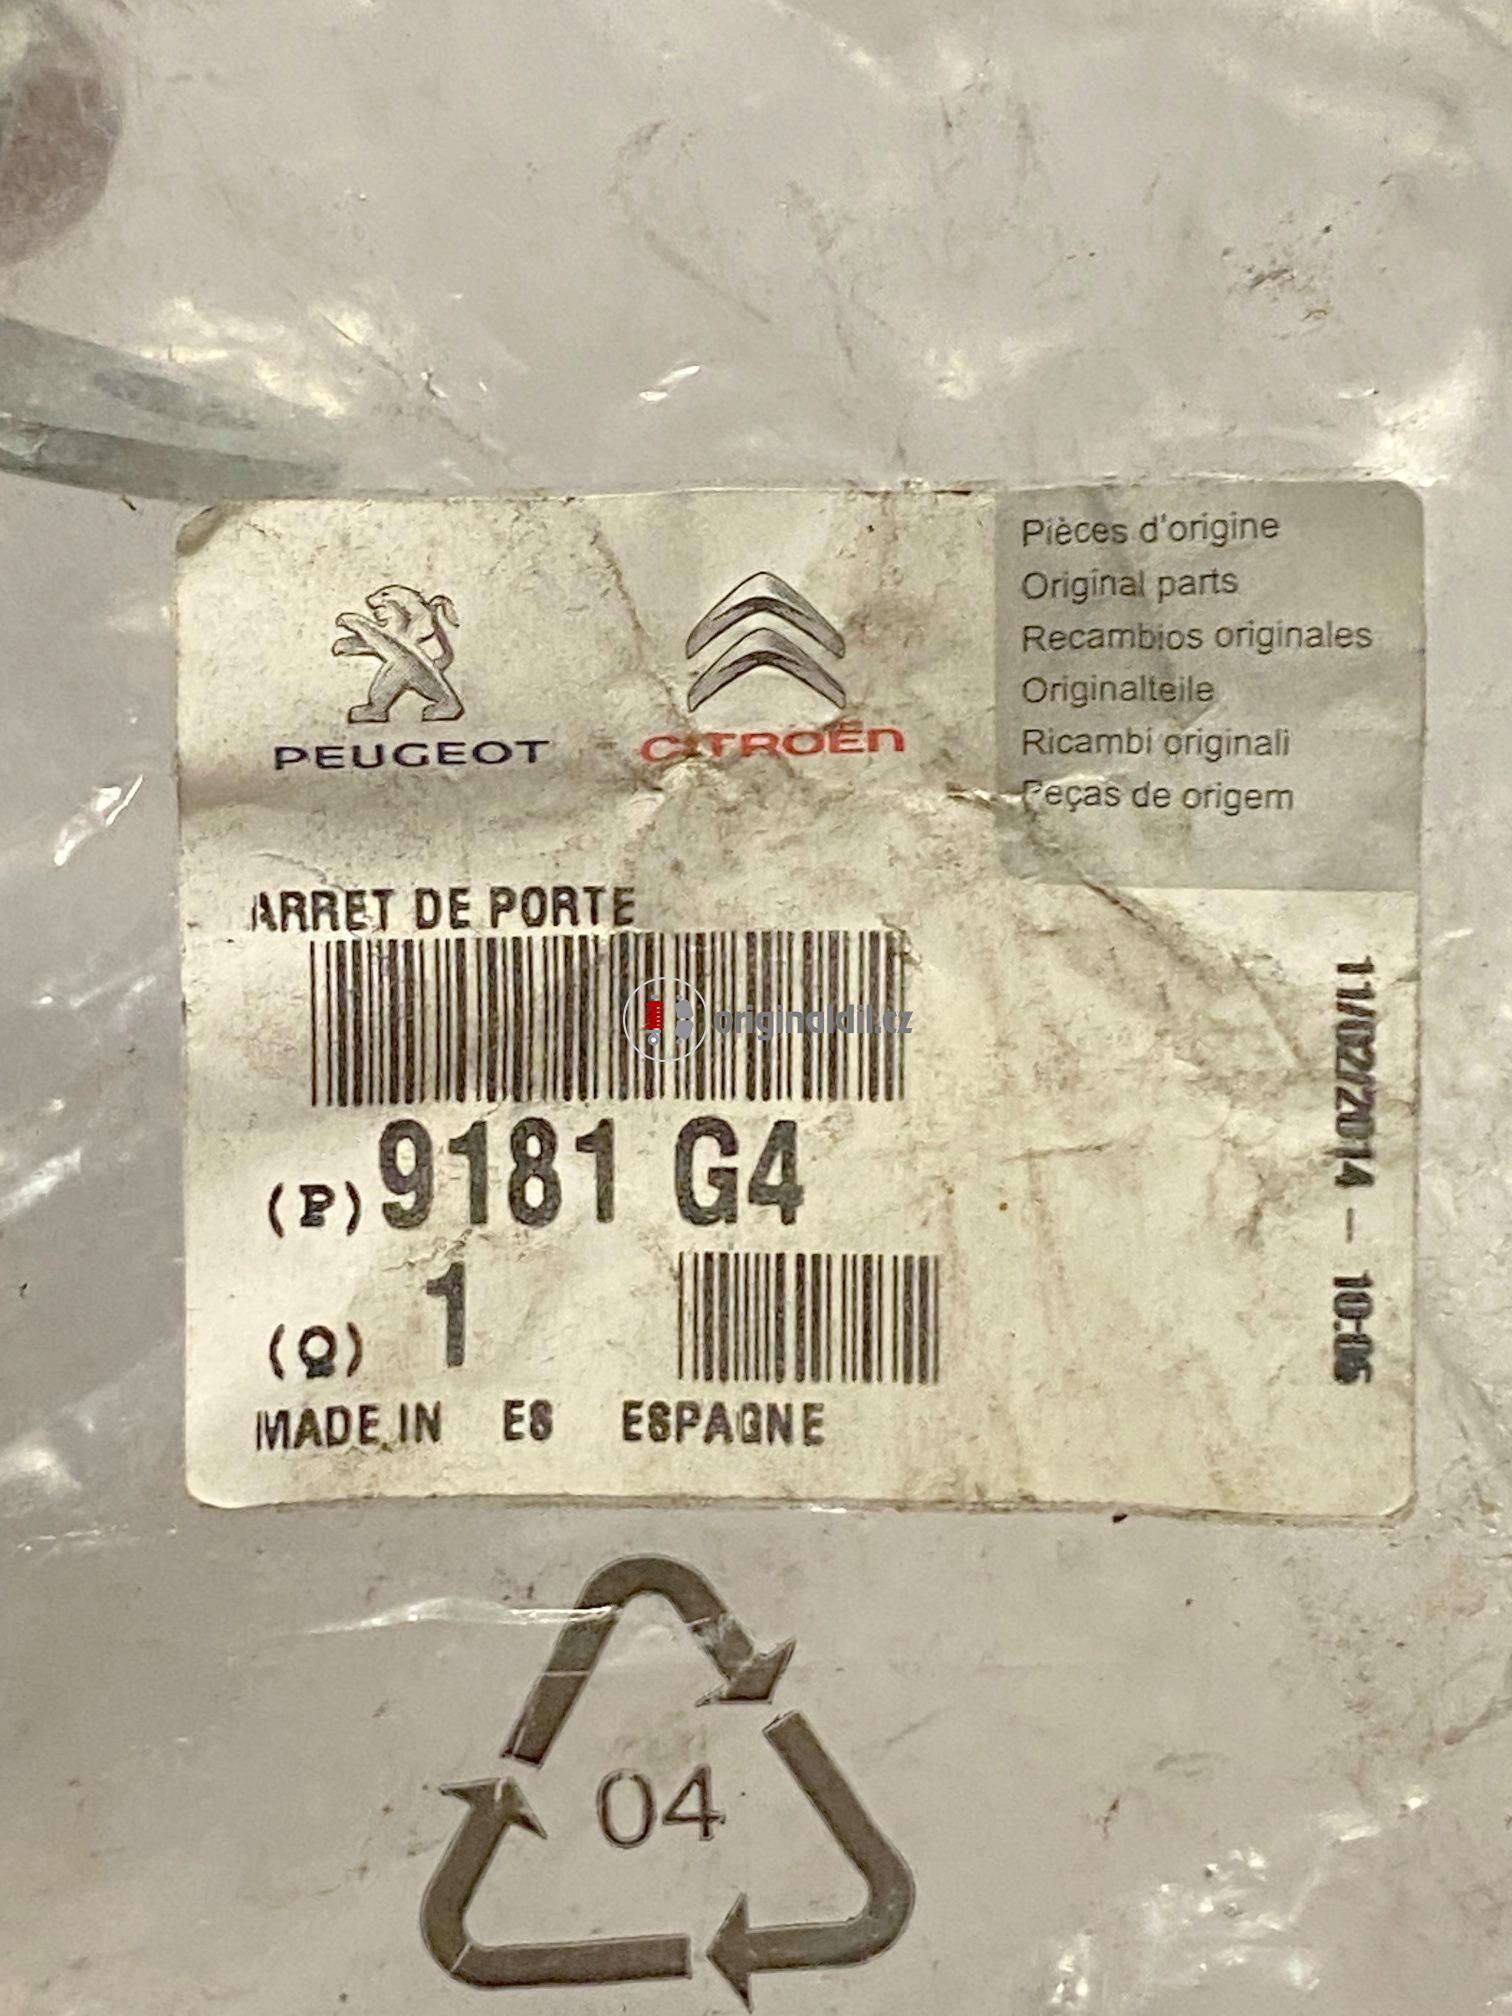 PEUGEOT
CITROËN
Pièces d'origine
Original parts
Recambios originales
Originalteile
Ricambi originali
Peças de origem
ARRET DE PORTE
originaldil.cz
(P) 9181 G4
(Q) 1
MADE IN ES ESPAGNE
11/02/2014 - 10:06
04